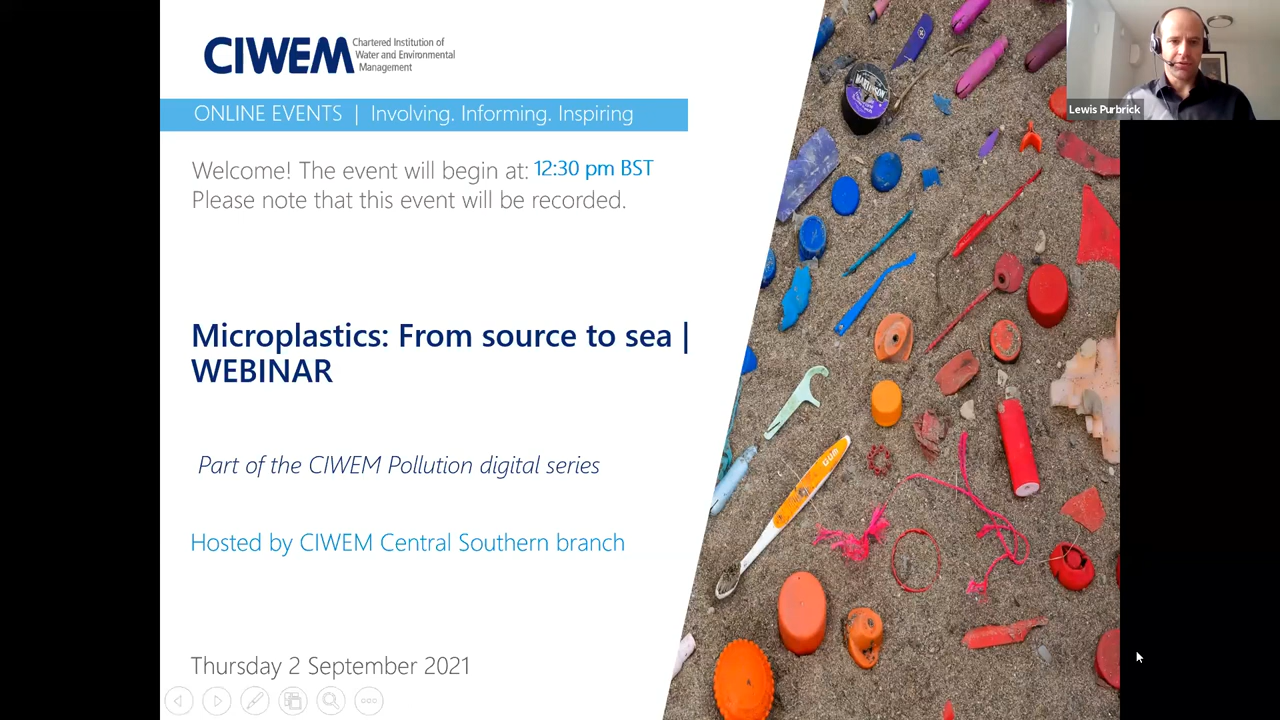 CIWEM
Chartered Institution of
Water and Environmental
Management
ONLINE EVENTS | Involving. Informing. Inspiring
Welcome! The event will begin at: 12:30 pm BST
Please note that this event will be recorded.
Microplastics: From source to sea |
WEBINAR
Part of the CIWEM Pollution digital series
Hosted by CIWEM Central Southern branch
Thursday 2 September 2021
Lewis Purbrick